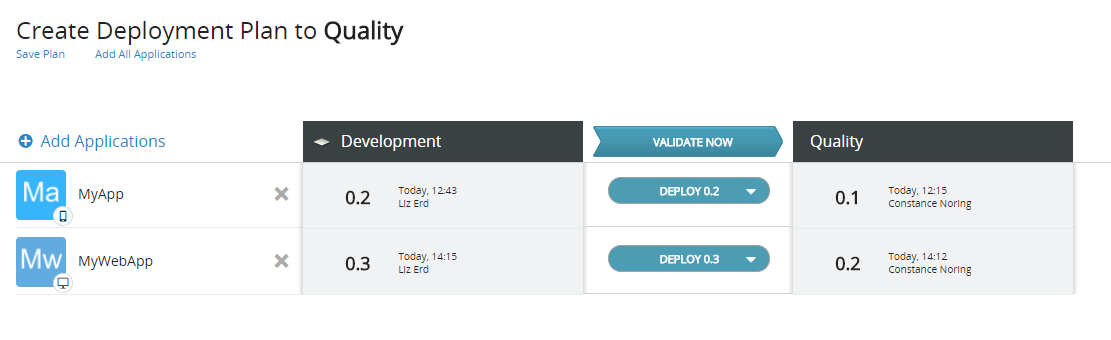 Create Deployment Plan to Quality
Save Plan Add All Applications
Add Applications Development VALIDATE NOW Quality
Ma MyApp 0.2 Today, 12:43 Liz Erd DEPLOY 0.2 0.1 Today, 12:15 Constance Noring
Mw MyWebApp 0.3 Today, 14:15 Liz Erd DEPLOY 0.3 0.2 Today, 14:12 Constance Noring